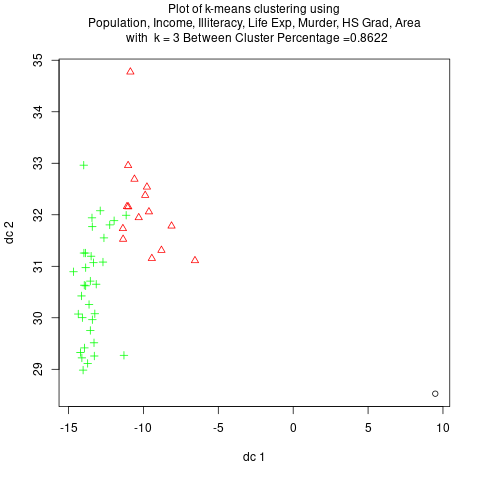 Plot of k-means clustering using
Population, Income, Illiteracy, Life Exp, Murder, HS Grad, Area
with k = 3 Between Cluster Percentage =0.8622
35
34
33
32
31
30
29
dc 2
-15
-10
-5
0
5
10
dc 1